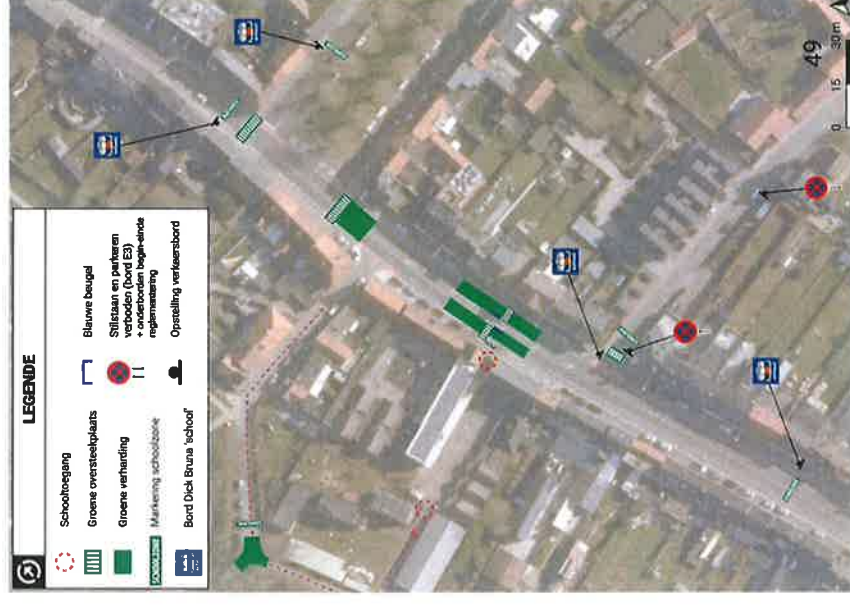 LEGENDE
Schooltoegang
Groene oversteekplaats
Groene verharding
SCHOOLZONE Markering schoolzone
Bord Dick Bruna 'school'
Blauwe beugel
Stilstaan en parkeren
verboden (bord E3)
+ onderborden begin-einde
reglementering
Opstelling verkeersbord
49
0 15 30m